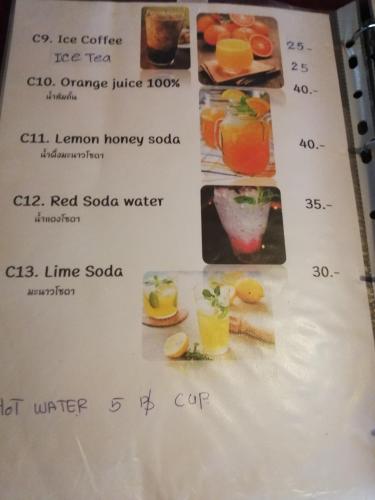 C9. Ice Coffee 25.-
Ice Tea 25
C10. Orange juice 100% 40.-
น้ำส้มคั้น
C11. Lemon honey soda 40.-
น้ำผึ้งมะนาวโซดา
C12. Red Soda water 35.-
น้ำแดงโซดา
C13. Lime Soda 30.-
มะนาวโซดา
HOT WATER 5 ฿ CUP